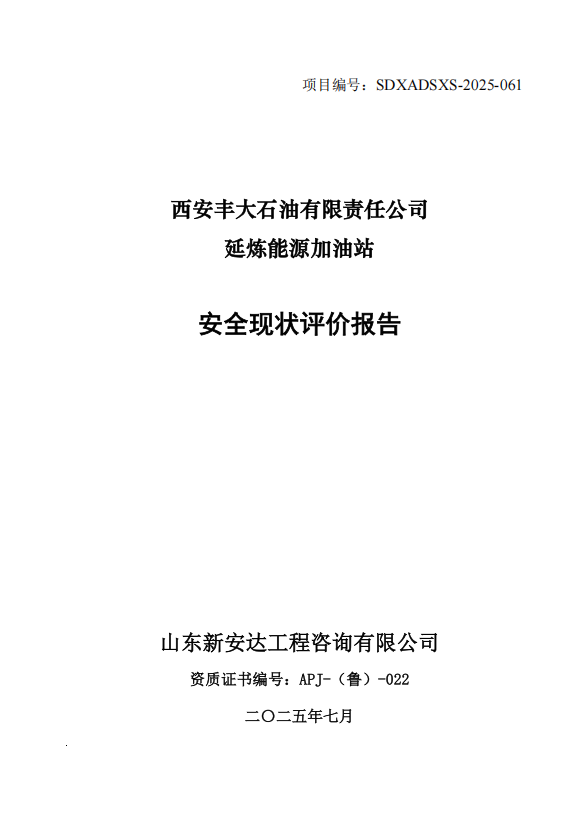 项目编号：SDXADSXS-2025-061
西安丰大石油有限责任公司
延炼能源加油站
安全现状评价报告
山东新安达工程咨询有限公司
资质证书编号：APJ-（鲁）-022
二〇二五年七月